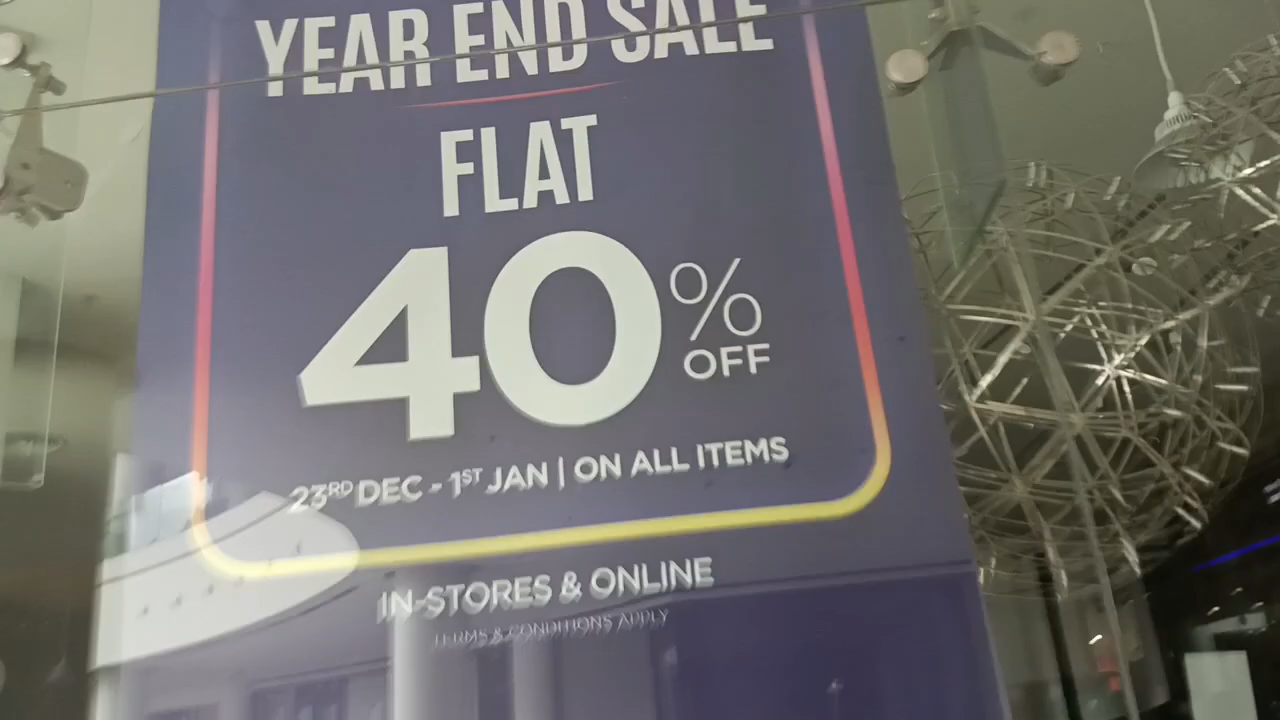 YEAR END SALE
FLAT
40%
OFF
23RD DEC - 1ST JAN | ON ALL ITEMS
IN-STORES & ONLINE
TERMS & CONDITIONS APPLY